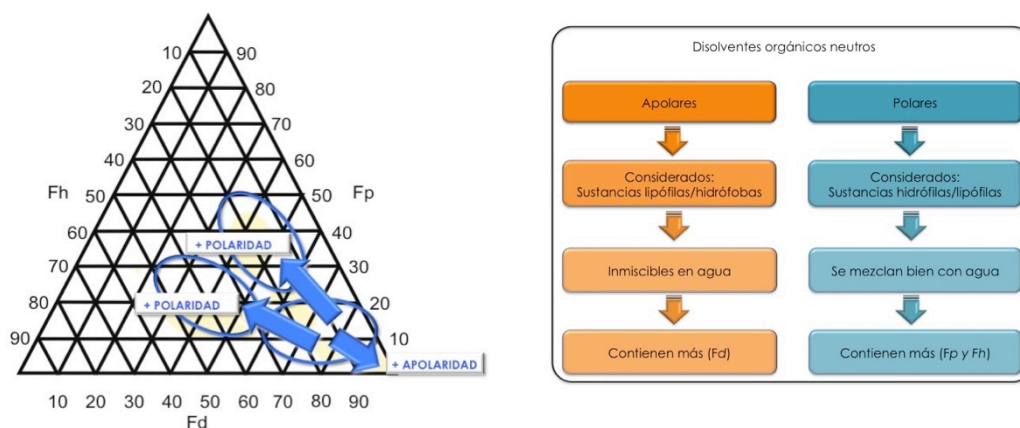 10 90
20 80
30 70
40 60
Fh 50 50 Fp
60 40
+ POLARIDAD
70 30
80 + POLARIDAD 20
90 10
+ APOLARIDAD
10 20 30 40 50 60 70 80 90
Fd
Disolventes orgánicos neutros
Apolares
Considerados:
Sustancias lipófilas/hidrófobas
Inmiscibles en agua
Contienen más (Fd)
Polares
Considerados:
Sustancias hidrófilas/lipófilas
Se mezclan bien con agua
Contienen más (Fp y Fh)